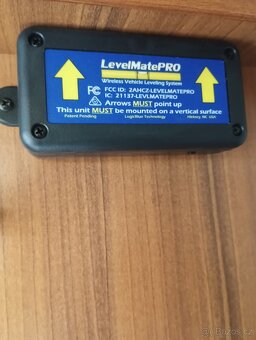 LevelMatePRO
Wireless Vehicle Leveling System
FCC ID: 2AHCZ-LEVELMATEPRO
IC: 21137-LEVLMATEPRO
Arrows MUST point up
This unit MUST be mounted on a vertical surface
Patent Pending LogicBlue Technology Hickory, NC USA